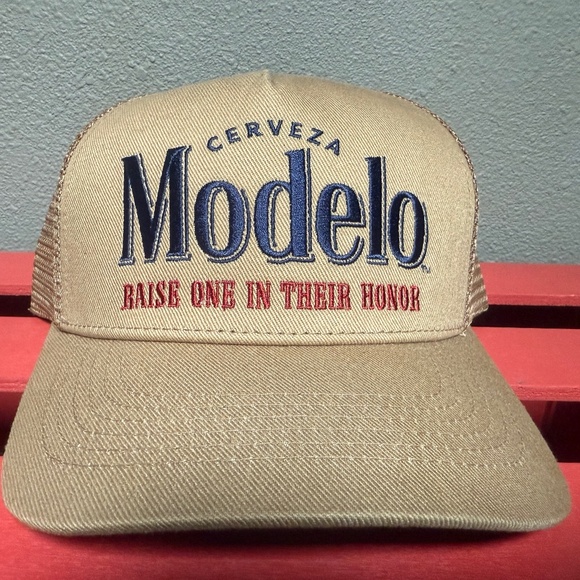 CERVEZA
Modelo
RAISE ONE IN THEIR HONOR